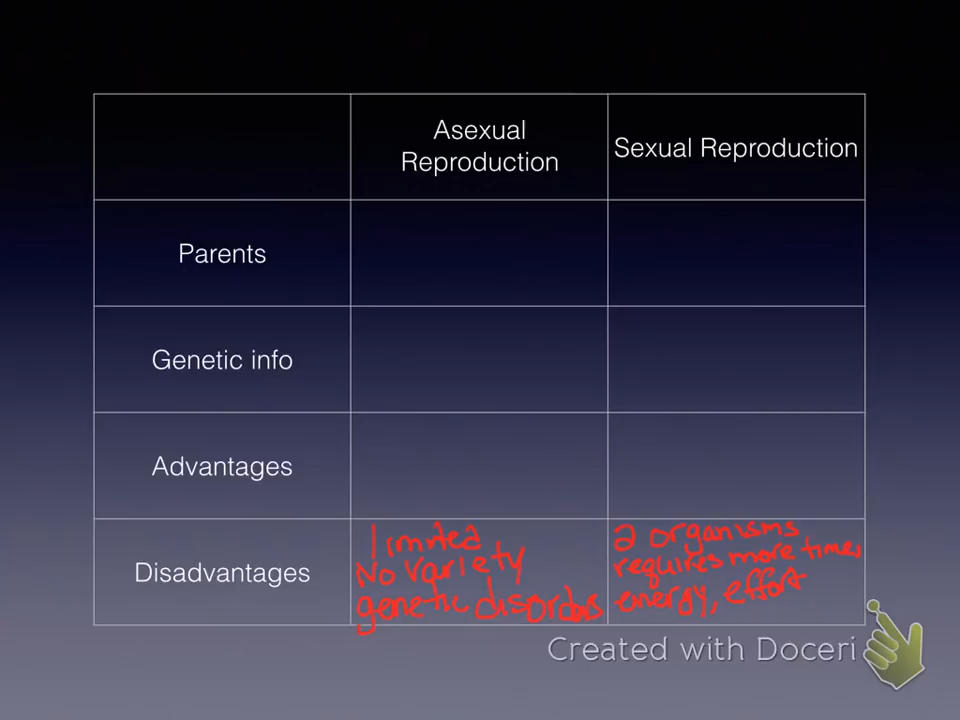 Asexual
Reproduction
Sexual Reproduction
Parents
Genetic info
Advantages
Disadvantages
limited
No variety
genetic disorders
2 organisms
requires more time,
energy, effort
Created with Doceri